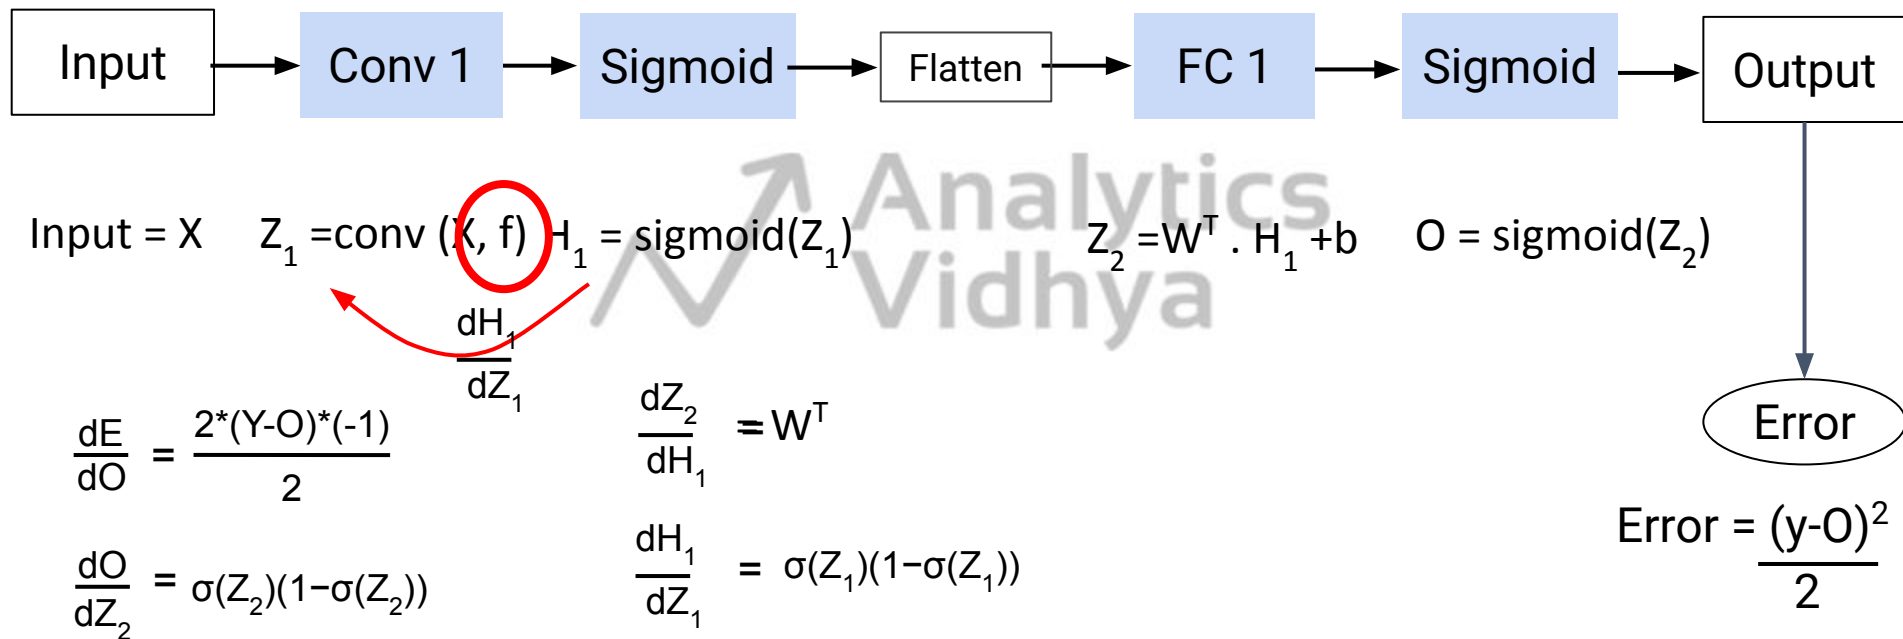 Input Conv 1 Sigmoid Flatten FC 1 Sigmoid Output
Analytics
Vidhya
Input = X Z₁ =conv (X, f) H₁ = sigmoid(Z₁) Z₂ =Wᵀ . H₁ +b O = sigmoid(Z₂)
dH₁
dZ₁
dE/dO = 2*(Y-O)*(-1)/2
dZ₂/dH₁ = Wᵀ
Error
dO/dZ₂ = σ(Z₂)(1−σ(Z₂))
dH₁/dZ₁ = σ(Z₁)(1−σ(Z₁))
Error = (y-O)²/2